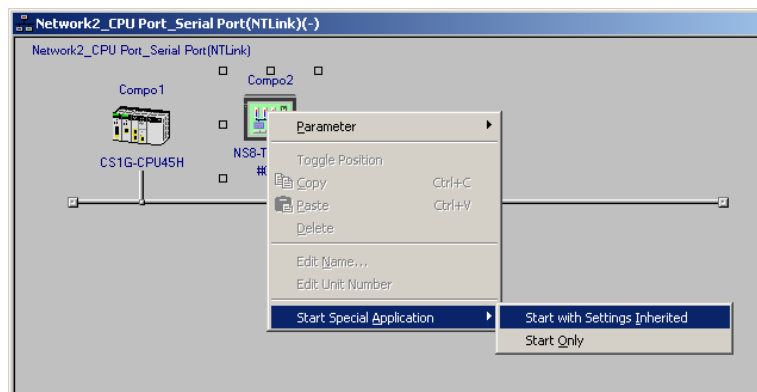 Network2_CPU Port_Serial Port(NTLink)(-)
Network2_CPU Port_Serial Port(NTLink)
Compo1
Compo2
CS1G-CPU45H
NS8-T
Parameter
Toggle Position
Copy Ctrl+C
Paste Ctrl+V
Delete
Edit Name...
Edit Unit Number
Start Special Application
Start with Settings Inherited
Start Only